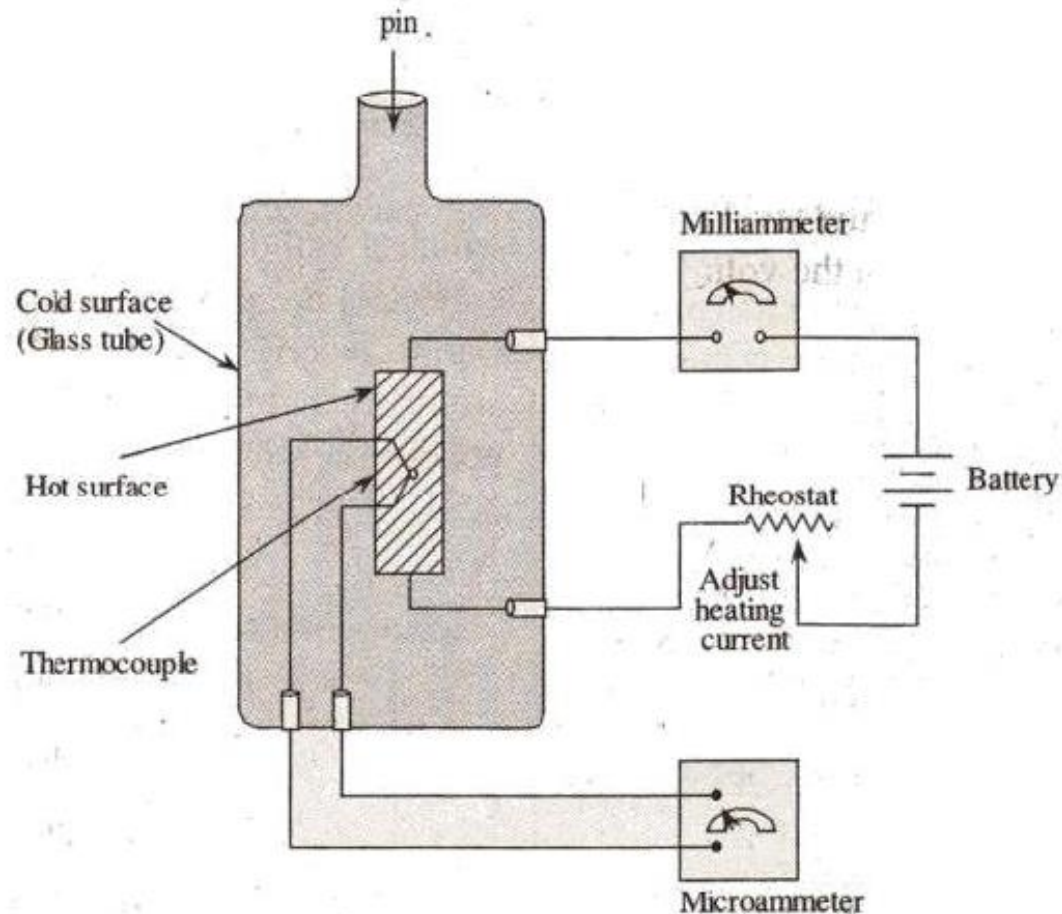 pin .
Milliammeter
Cold surface
(Glass tube)
Hot surface
Rheostat
Battery
Adjust
heating
current
Thermocouple
Microammeter